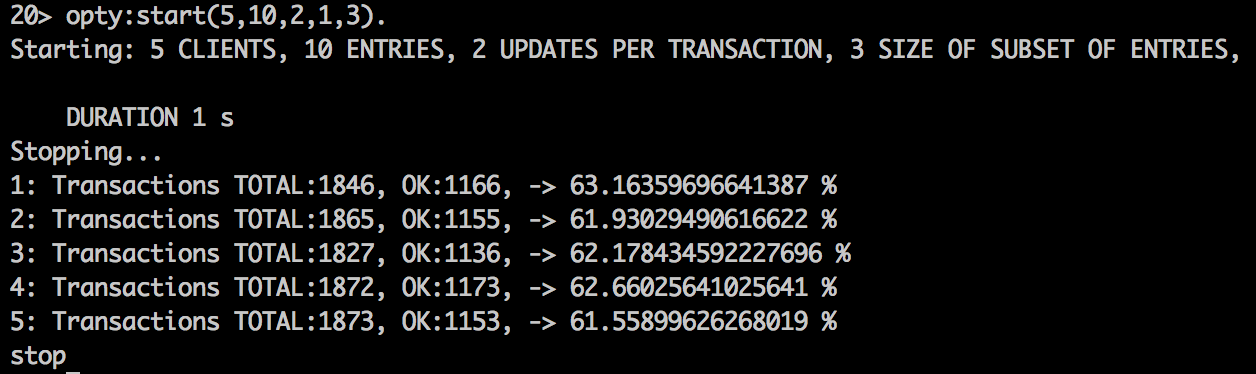 20> opty:start(5,10,2,1,3).
Starting: 5 CLIENTS, 10 ENTRIES, 2 UPDATES PER TRANSACTION, 3 SIZE OF SUBSET OF ENTRIES,
DURATION 1 s
Stopping...
1: Transactions TOTAL:1846, OK:1166, -> 63.16359696641387 %
2: Transactions TOTAL:1865, OK:1155, -> 61.93029490616622 %
3: Transactions TOTAL:1827, OK:1136, -> 62.178434592227696 %
4: Transactions TOTAL:1872, OK:1173, -> 62.66025641025641 %
5: Transactions TOTAL:1873, OK:1153, -> 61.55899626268019 %
stop